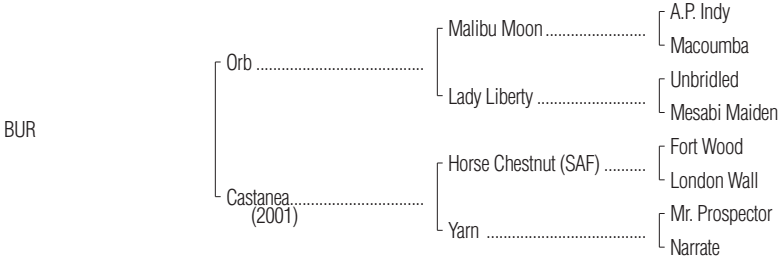 A.P. Indy
Malibu Moon ........................
Macoumba
Orb ........................................
Unbridled
Lady Liberty ..........................
Mesabi Maiden
BUR
Fort Wood
Horse Chestnut (SAF) ..........
London Wall
Castanea................................
(2001)
Mr. Prospector
Yarn ......................................
Narrate